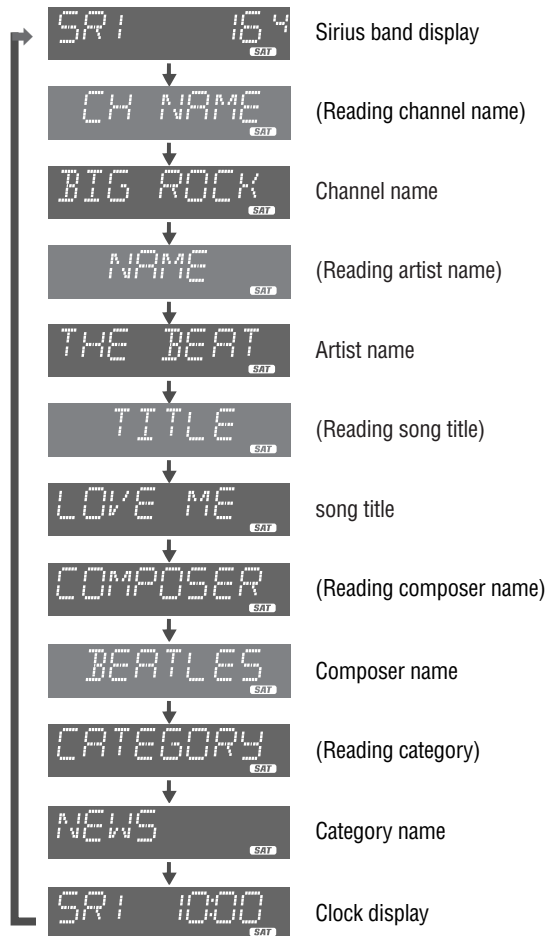 SR1 164 Sirius band display
SAT
CH NAME (Reading channel name)
SAT
BIG ROCK Channel name
SAT
NAME (Reading artist name)
SAT
THE BEAT Artist name
SAT
TITLE (Reading song title)
SAT
LOVE ME song title
SAT
COMPOSER (Reading composer name)
SAT
BEATLES Composer name
SAT
CATEGORY (Reading category)
SAT
NEWS Category name
SAT
SR1 10:00 Clock display
SAT